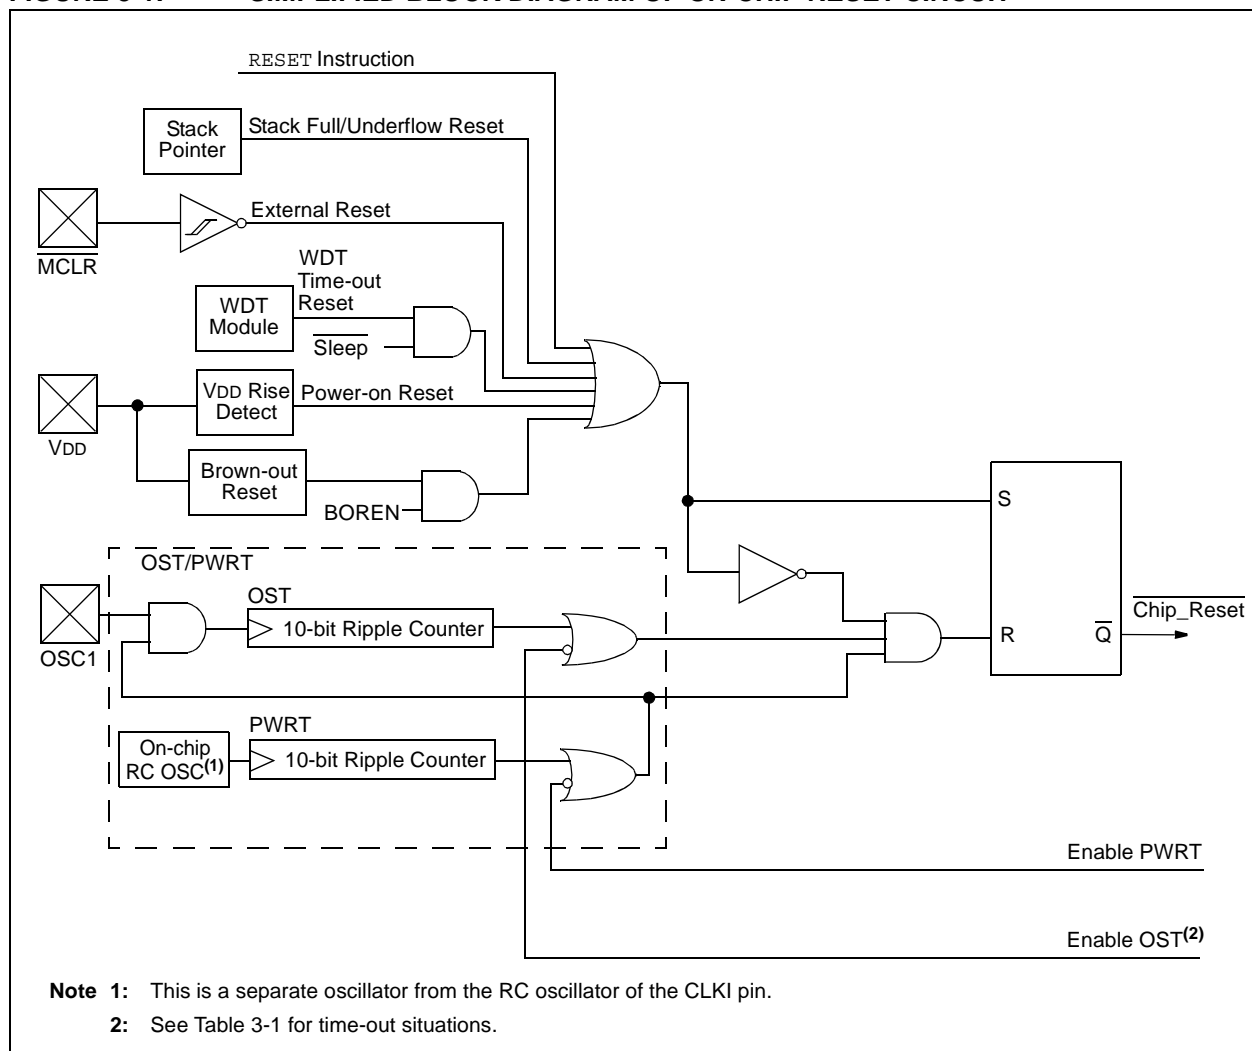 RESET Instruction
Stack
Pointer
Stack Full/Underflow Reset
External Reset
MCLR
WDT
Time-out
Reset
WDT
Module
Sleep
VDD Rise
Detect
Power-on Reset
VDD
Brown-out
Reset
BOREN
S
OST/PWRT
OST
10-bit Ripple Counter
OSC1
Chip_Reset
R
Q
PWRT
On-chip
RC OSC(1)
10-bit Ripple Counter
Enable PWRT
Enable OST(2)
Note 1: This is a separate oscillator from the RC oscillator of the CLKI pin.
2: See Table 3-1 for time-out situations.